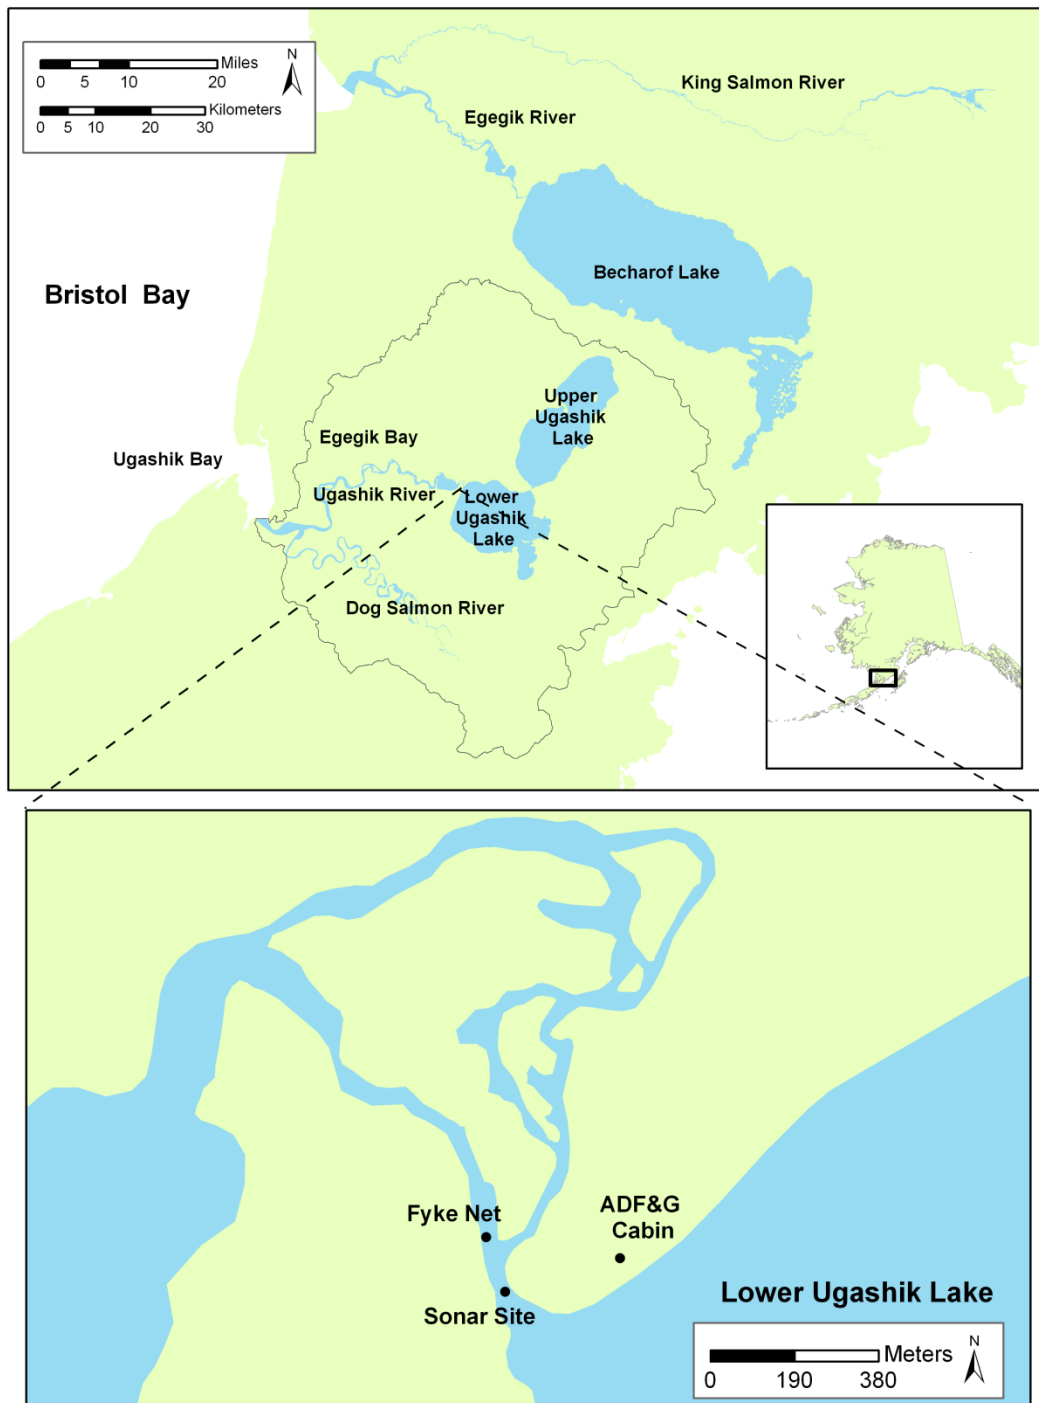 Miles
0 5 10 20
Kilometers
0 5 10 20 30
N
King Salmon River
Egegik River
Becharof Lake
Bristol Bay
Upper
Ugashik
Lake
Egegik Bay
Ugashik Bay
Ugashik River
Lower
Ugashik
Lake
Dog Salmon River
Fyke Net
ADF&G
Cabin
Sonar Site
Lower Ugashik Lake
Meters
0 190 380
N